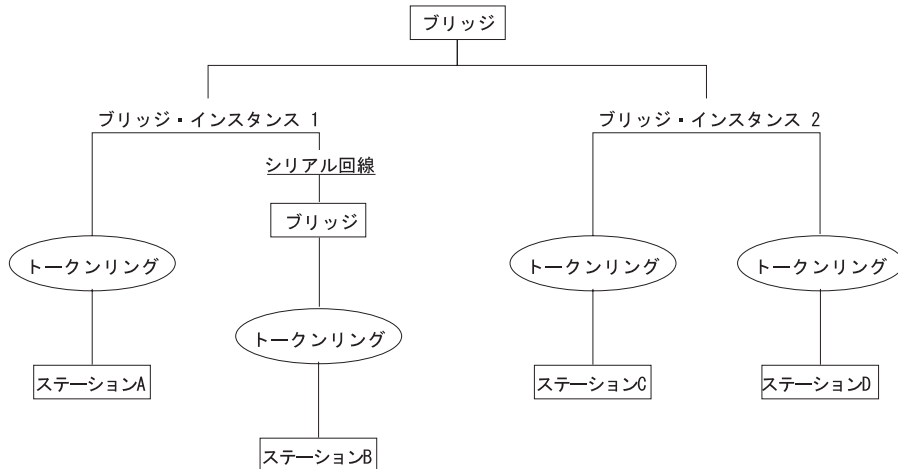 ブリッジ
ブリッジ・インスタンス 1
ブリッジ・インスタンス 2
シリアル回線
ブリッジ
トークンリング
トークンリング
トークンリング
トークンリング
ステーションA
ステーションC
ステーションD
ステーションB